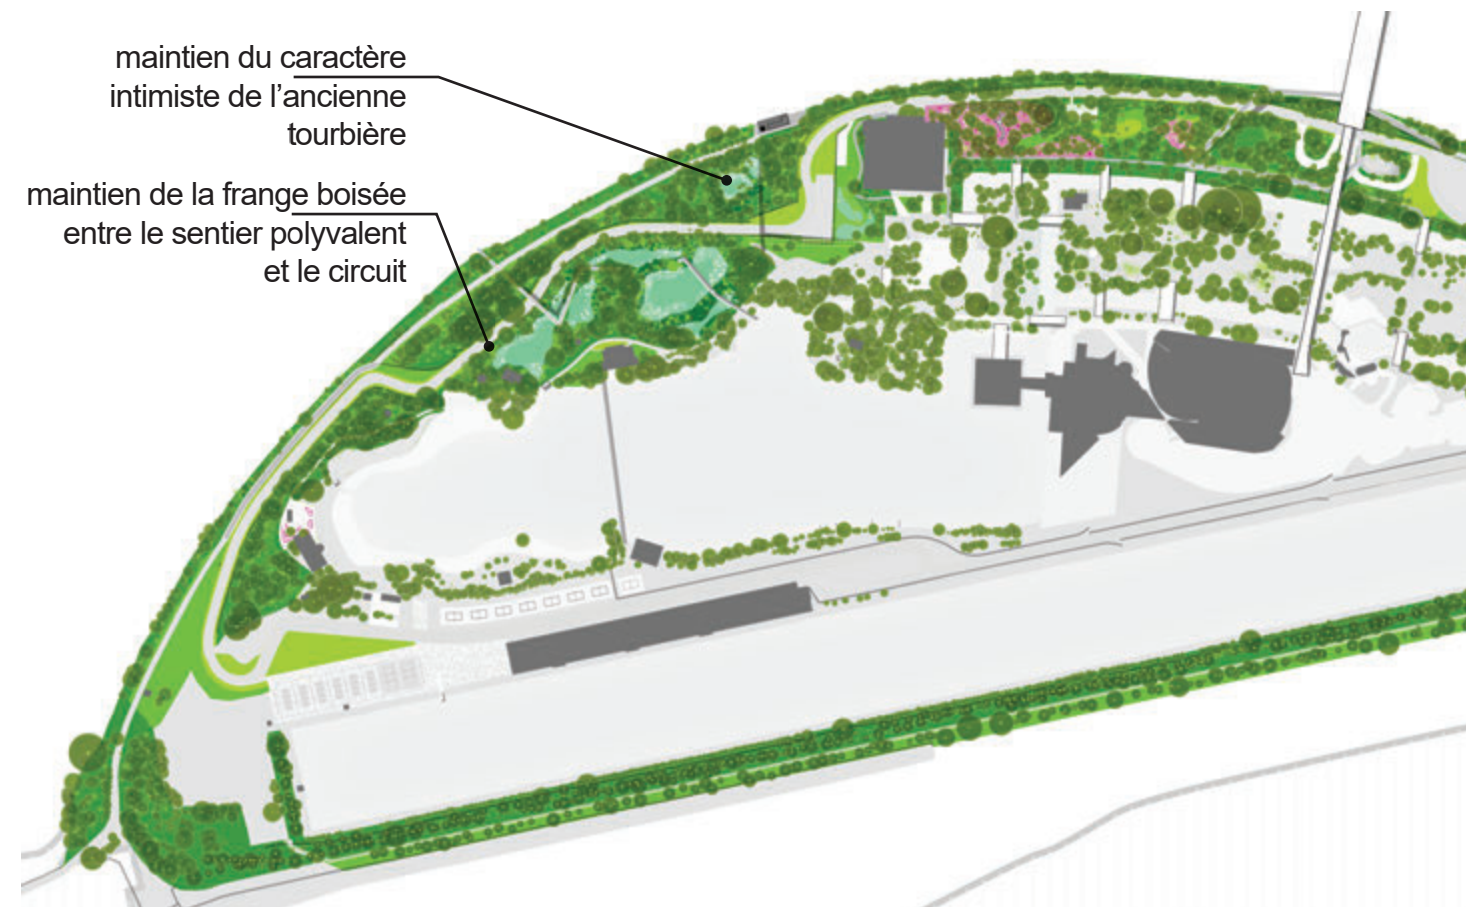 maintien du caractère
intimiste de l’ancienne
tourbière
maintien de la frange boisée
entre le sentier polyvalent
et le circuit